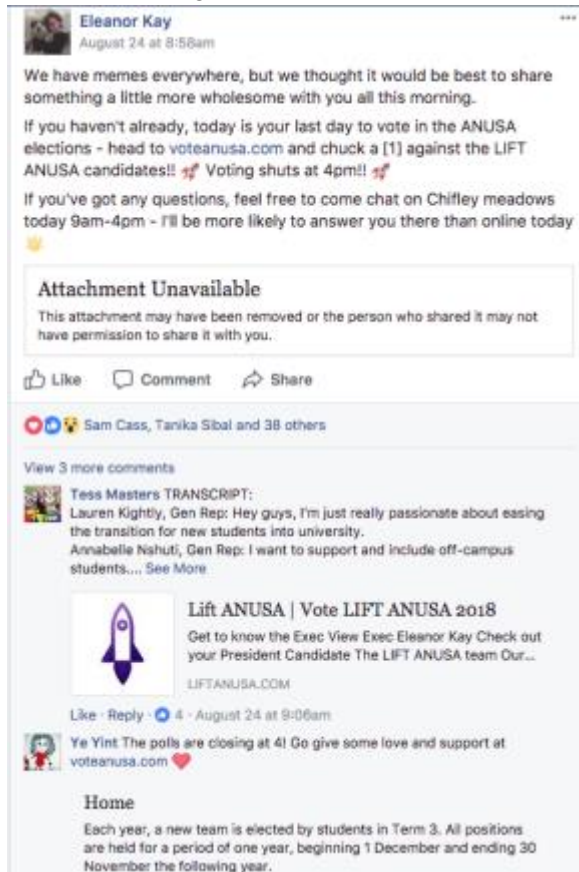 Eleanor Kay
August 24 at 8:58am
We have memes everywhere, but we thought it would be best to share
something a little more wholesome with you all this morning.
If you haven't already, today is your last day to vote in the ANUSA
elections - head to voteanusa.com and chuck a [1] against the LIFT
ANUSA candidates!! 🚀 Voting shuts at 4pm!! 🚀
If you've got any questions, feel free to come chat on Chifley meadows
today 9am-4pm - I'll be more likely to answer you there than online today
Attachment Unavailable
This attachment may have been removed or the person who shared it may not
have permission to share it with you.
Like Comment Share
Sam Cass, Tanika Sibal and 38 others
View 3 more comments
Tess Masters TRANSCRIPT:
Lauren Kightly, Gen Rep: Hey guys, I'm just really passionate about easing
the transition for new students into university.
Annabelle Nshuti, Gen Rep: I want to support and include off-campus
students.... See More
Lift ANUSA | Vote LIFT ANUSA 2018
Get to know the Exec View Exec Eleanor Kay Check out
your President Candidate The LIFT ANUSA team Our...
LIFTANUSA.COM
Like · Reply · 4 · August 24 at 9:06am
Ye Yint The polls are closing at 4! Go give some love and support at
voteanusa.com ❤️
Home
Each year, a new team is elected by students in Term 3. All positions
are held for a period of one year, beginning 1 December and ending 30
November the following year.